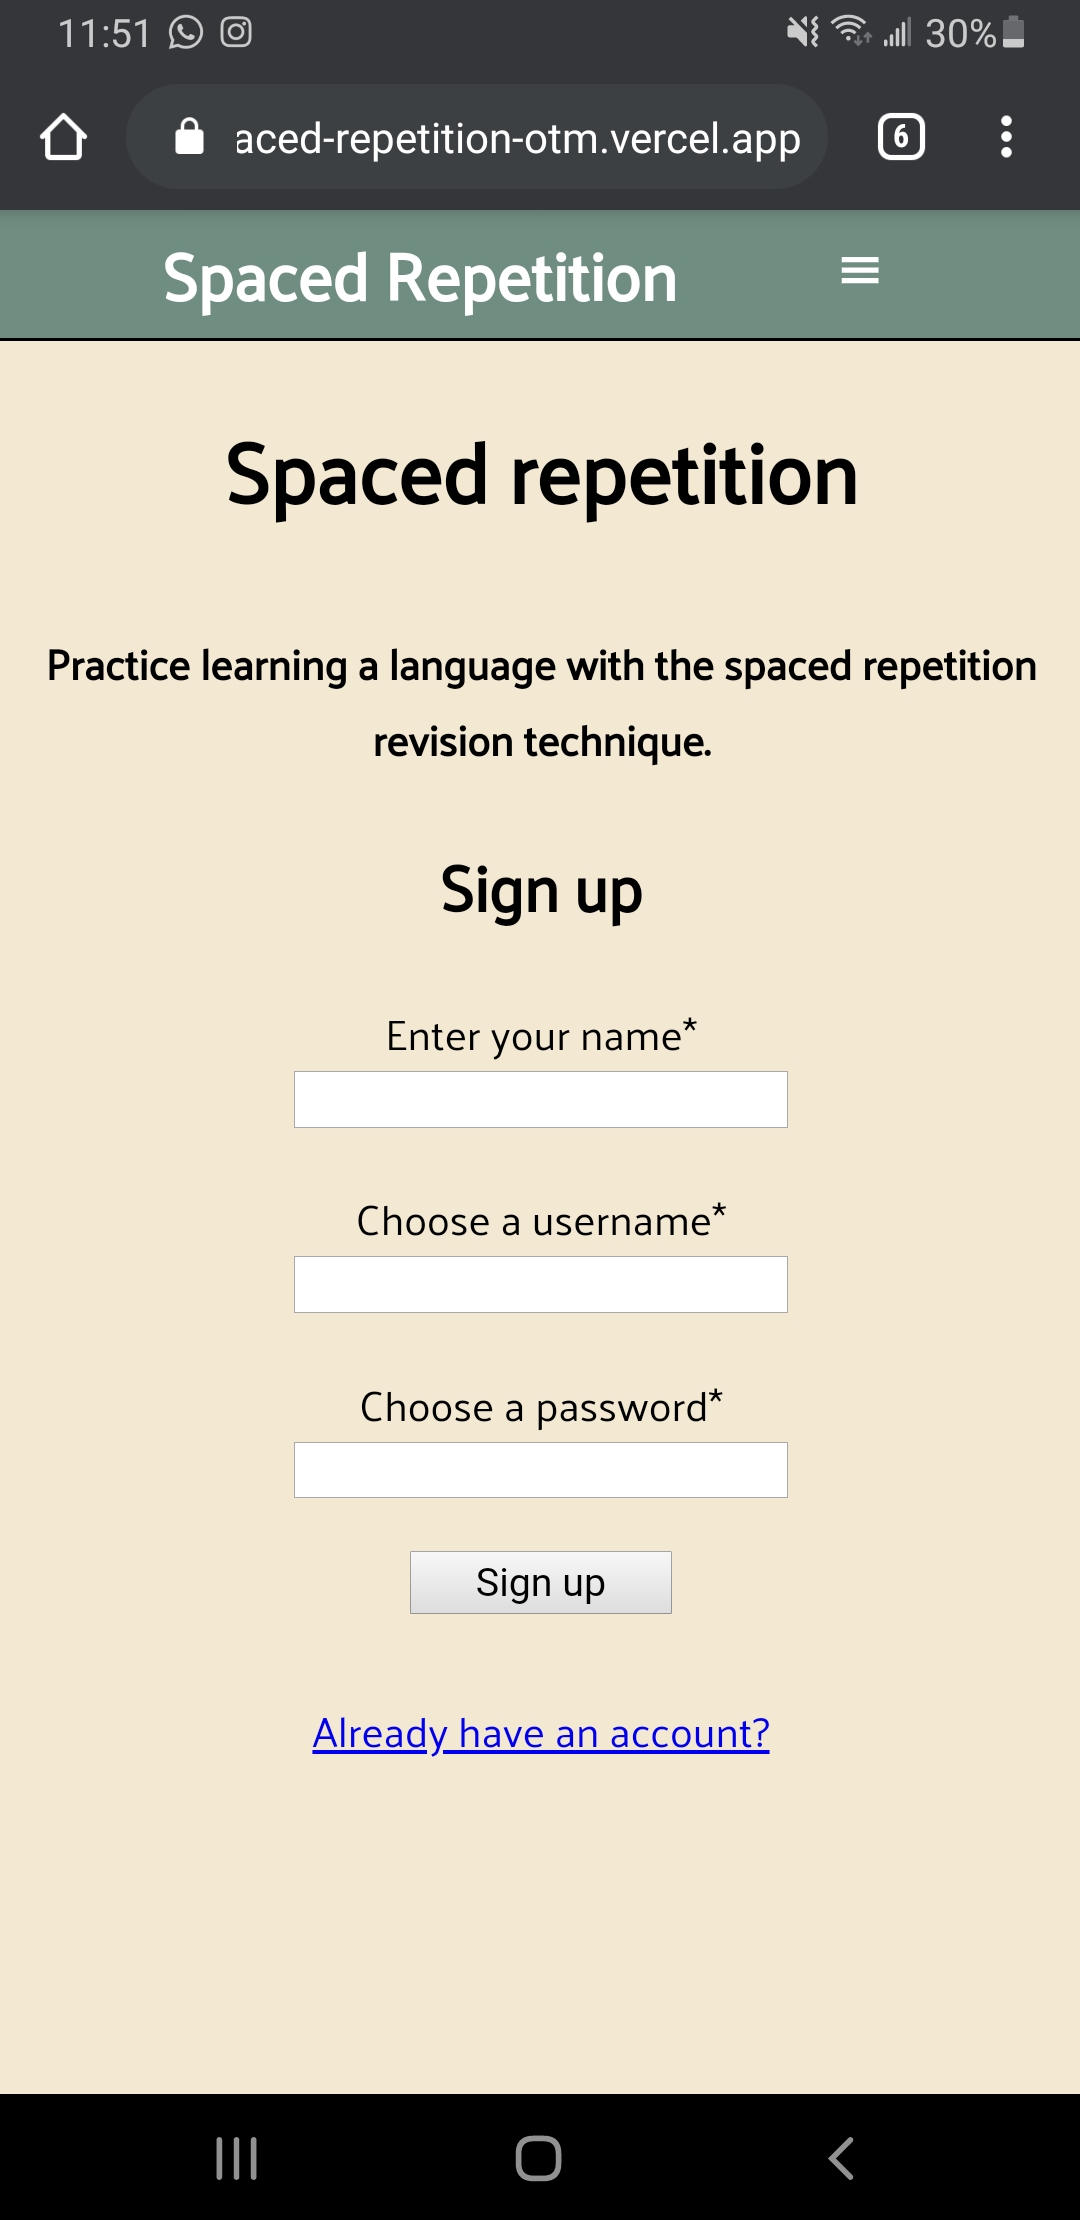 11:51 30%
aced-repetition-otm.vercel.app 6
Spaced Repetition
Spaced repetition
Practice learning a language with the spaced repetition
revision technique.
Sign up
Enter your name*
Choose a username*
Choose a password*
Sign up
Already have an account?